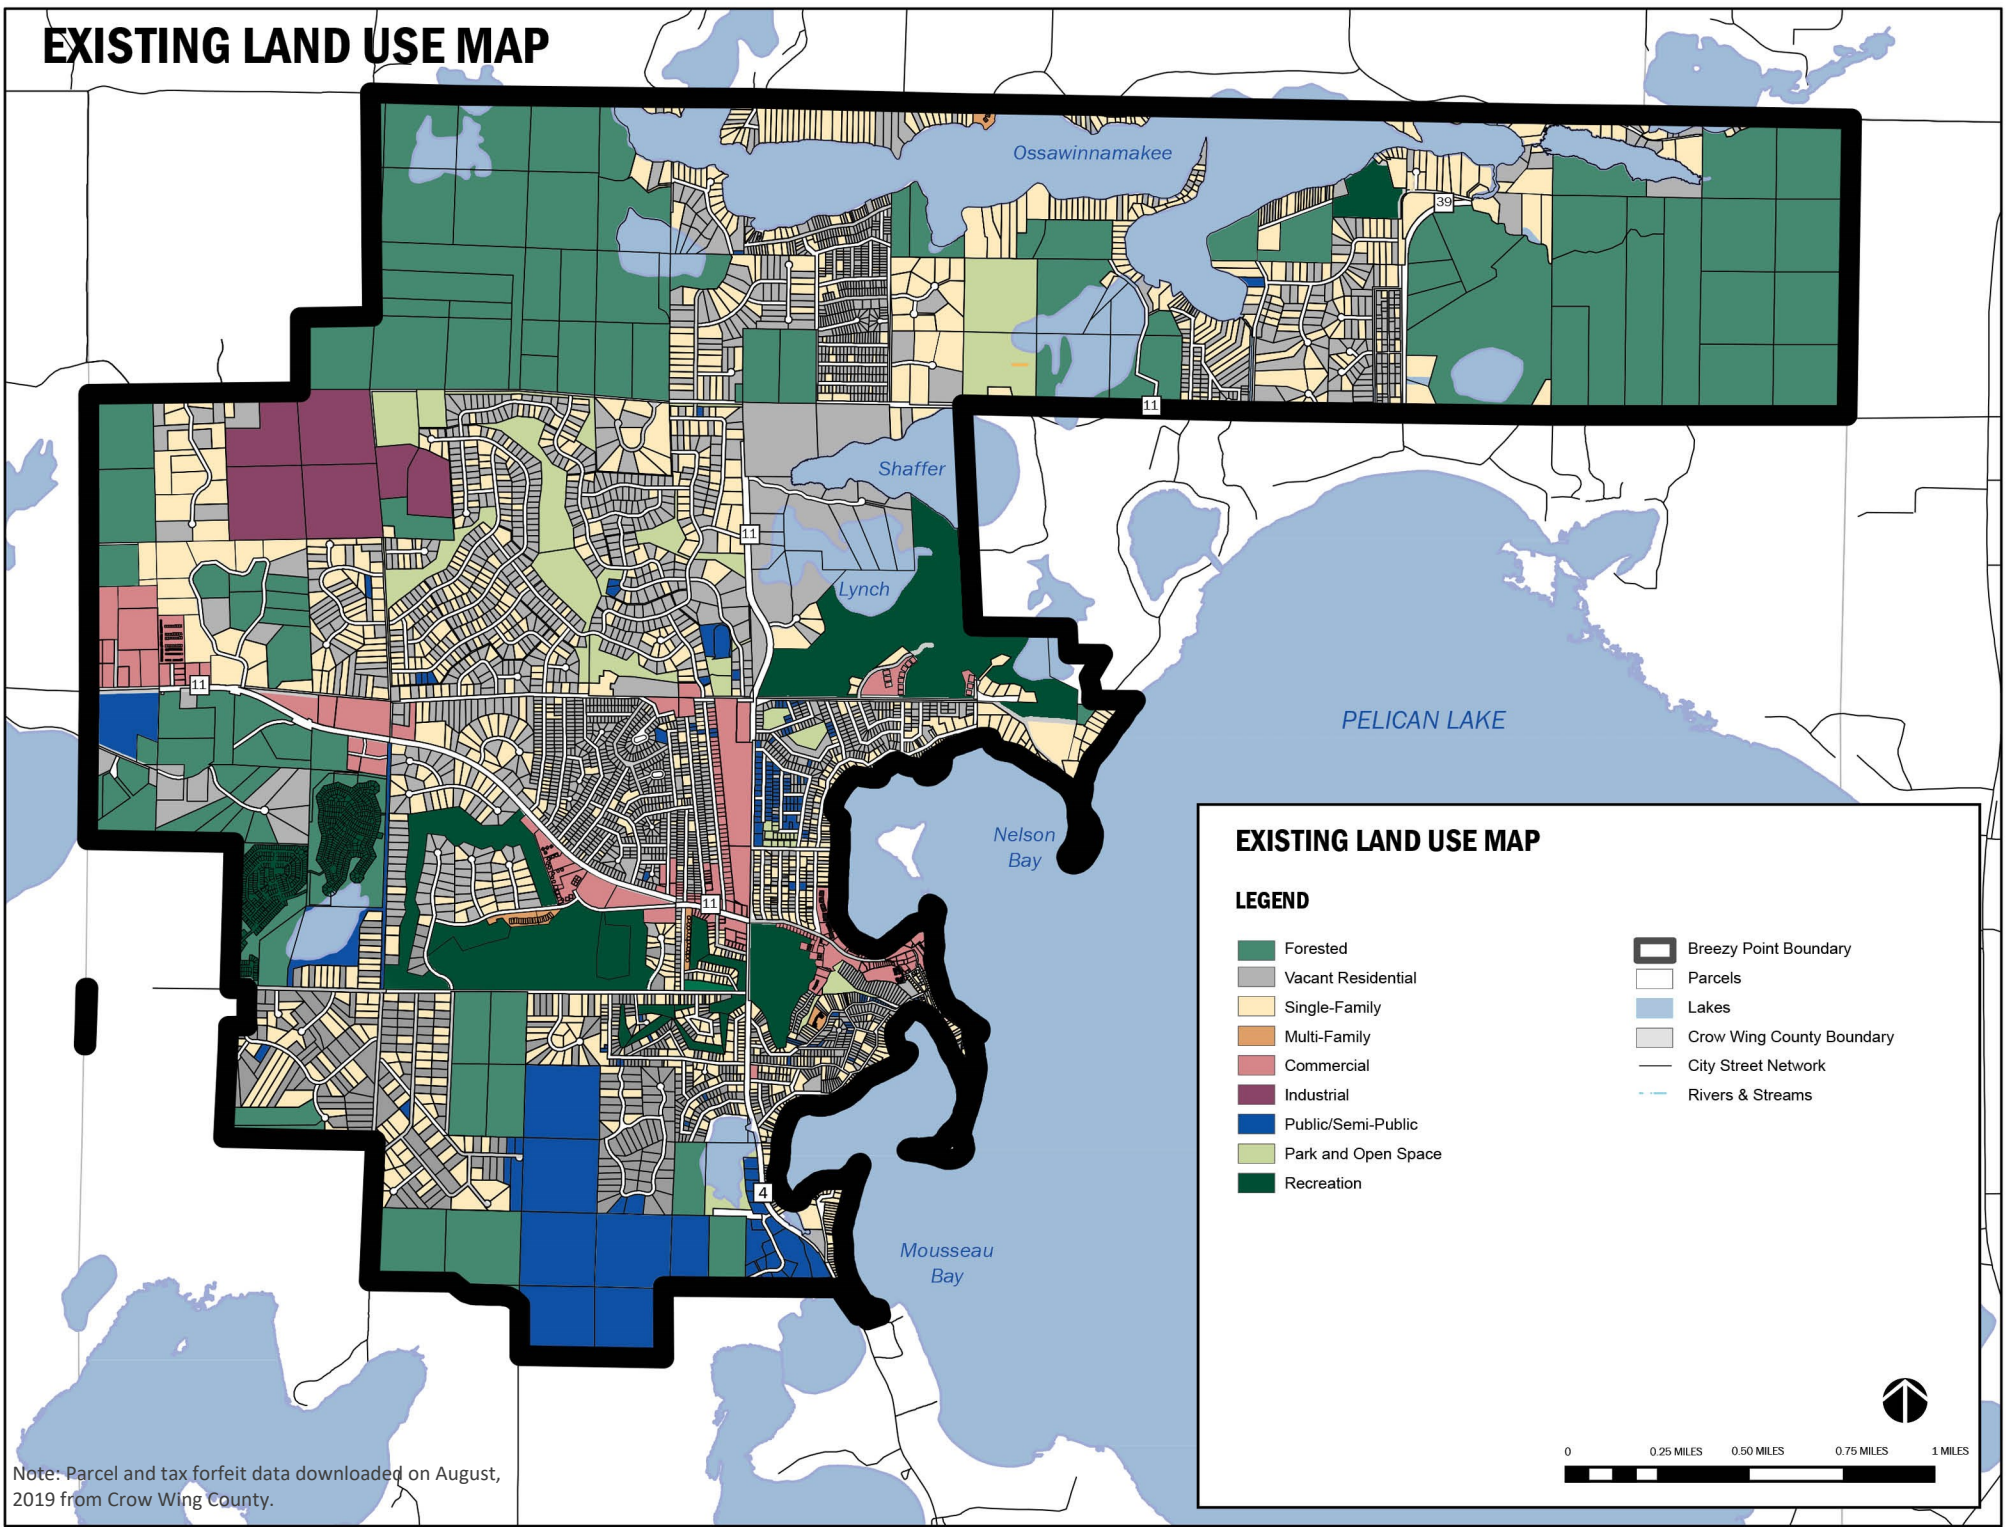 EXISTING LAND USE MAP
Ossawinnamakee
39
11
Shaffer
11
Lynch
11
PELICAN LAKE
Nelson
Bay
11
4
Mousseau
Bay
EXISTING LAND USE MAP
LEGEND
Forested
Vacant Residential
Single-Family
Multi-Family
Commercial
Industrial
Public/Semi-Public
Park and Open Space
Recreation
Breezy Point Boundary
Parcels
Lakes
Crow Wing County Boundary
City Street Network
Rivers & Streams
0 0.25 MILES 0.50 MILES 0.75 MILES 1 MILES
Note: Parcel and tax forfeit data downloaded on August,
2019 from Crow Wing County.